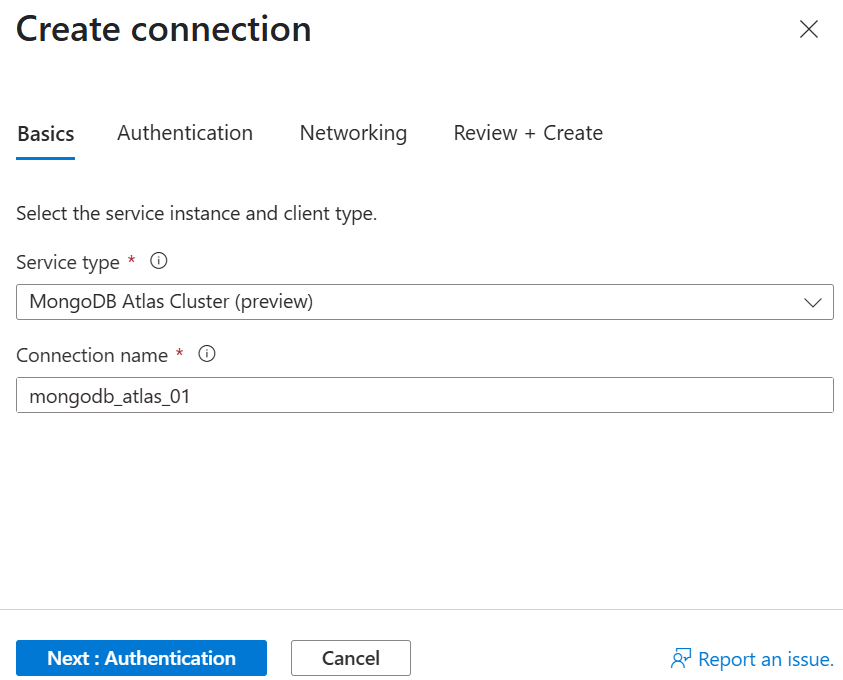 Create connection
Basics
Authentication
Networking
Review + Create
Select the service instance and client type.
Service type *
MongoDB Atlas Cluster (preview)
Connection name *
mongodb_atlas_01
Next : Authentication
Cancel
Report an issue.